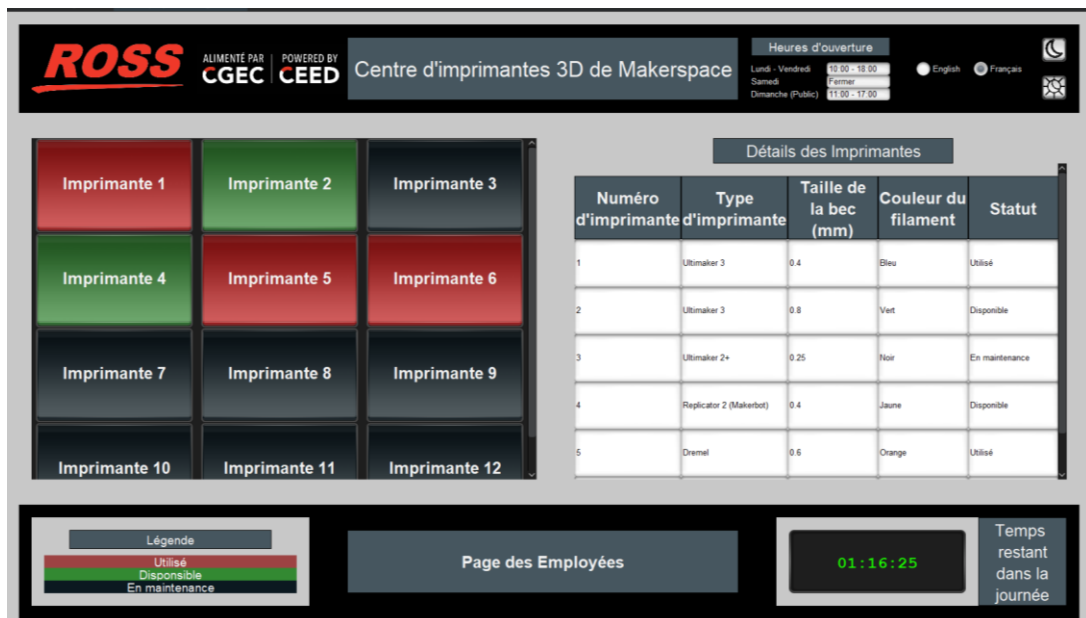 ROSS
ALIMENTÉ PAR
CGEC
POWERED BY
CEED
Centre d'imprimantes 3D de Makerspace
Heures d'ouverture
Lundi - Vendredi 10:00 - 18:00
Samedi Fermer
Dimanche (Public) 11:00 - 17:00
English
Français
Imprimante 1
Imprimante 2
Imprimante 3
Imprimante 4
Imprimante 5
Imprimante 6
Imprimante 7
Imprimante 8
Imprimante 9
Imprimante 10
Imprimante 11
Imprimante 12
Détails des Imprimantes
Numéro
d'imprimante
Type
d'imprimante
Taille de
la bec
(mm)
Couleur du
filament
Statut
1 Ultimaker 3 0.4 Bleu Utilisé
2 Ultimaker 3 0.8 Vert Disponible
3 Ultimaker 2+ 0.25 Noir En maintenance
4 Replicator 2 (Makerbot) 0.4 Jaune Disponible
5 Dremel 0.6 Orange Utilisé
Légende
Utilisé
Disponsible
En maintenance
Page des Employées
01:16:25
Temps
restant
dans la
journée